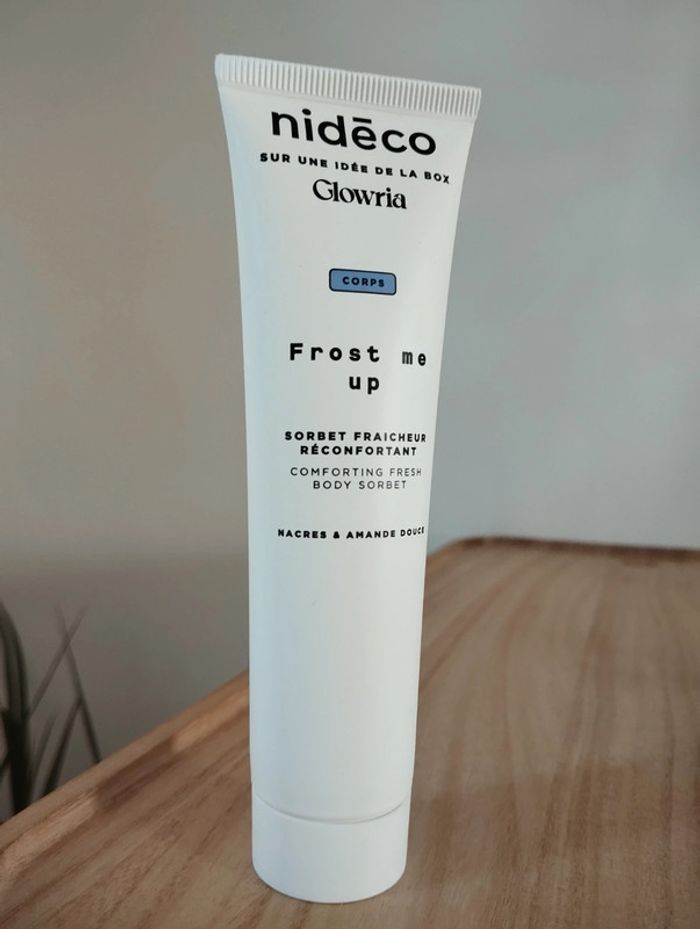 nidēco
SUR UNE IDÉE DE LA BOX
Glowria
CORPS
Frost me
up
SORBET FRAICHEUR
RÉCONFORTANT
COMFORTING FRESH
BODY SORBET
NACRES & AMANDE DOUCE